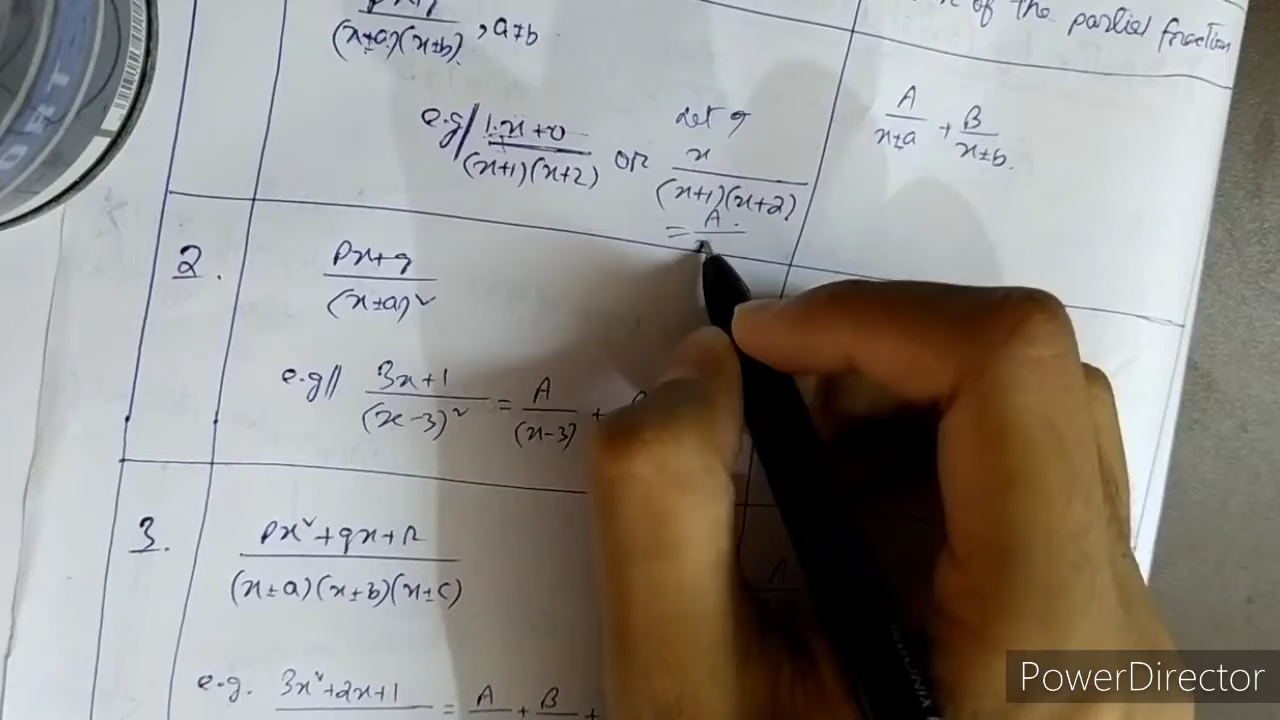 of the partial fraction
(x±a)(x±b) , a≠b
e.g// 1.x+0 / (x+1)(x+2) or Let x / (x+1)(x+2)
= A
A/x±a + B/x±b.
2. px+q / (x±a)²
e.g// 3x+1 / (x-3)² = A/(x-3) +
3. px²+qx+r / (x±a)(x±b)(x±c)
e.g. 3x²+2x+1 = A + B +
PowerDirector